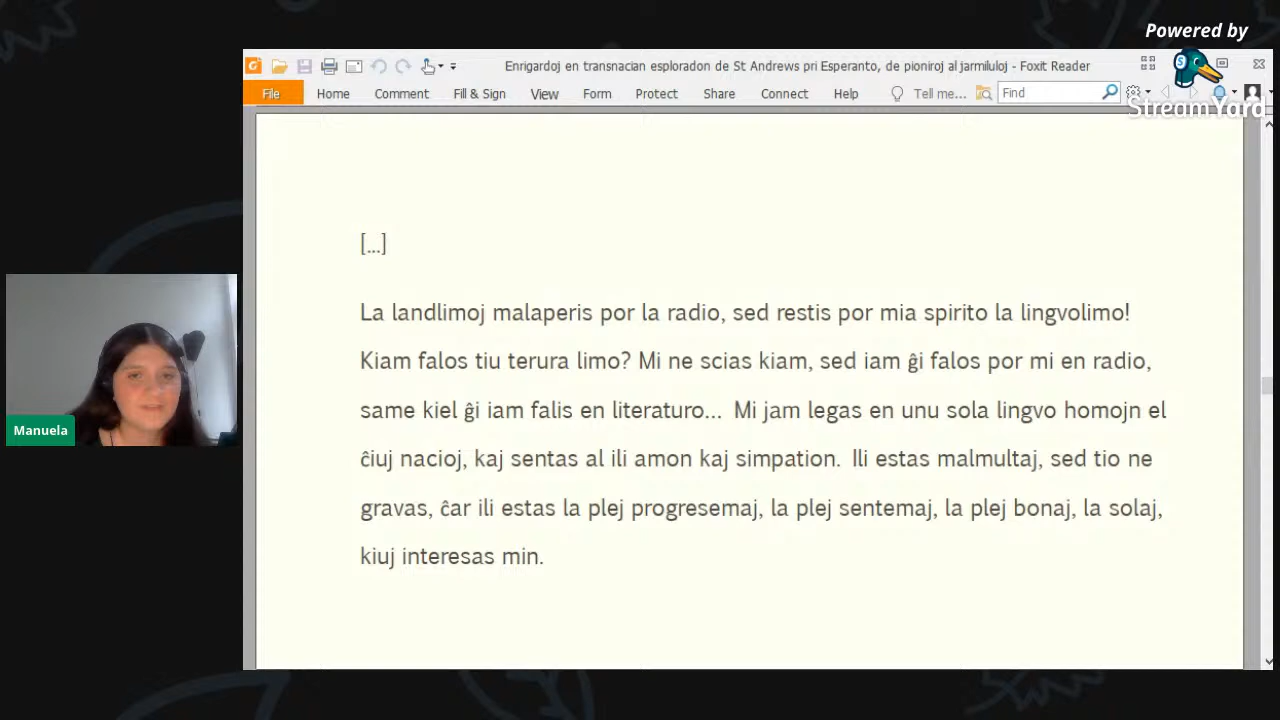 Powered by
StreamYard
Enrigardoj en transnacian esploradon de St Andrews pri Esperanto, de pioniroj al jarmiluloj - Foxit Reader
File Home Comment Fill & Sign View Form Protect Share Connect Help Tell me... Find
[...]
La landlimoj malaperis por la radio, sed restis por mia spirito la lingvolimo!
Kiam falos tiu terura limo? Mi ne scias kiam, sed iam ĝi falos por mi en radio,
same kiel ĝi iam falis en literaturo... Mi jam legas en unu sola lingvo homojn el
ĉiuj nacioj, kaj sentas al ili amon kaj simpation. Ili estas malmultaj, sed tio ne
gravas, ĉar ili estas la plej progresemaj, la plej sentemaj, la plej bonaj, la solaj,
kiuj interesas min.
Manuela